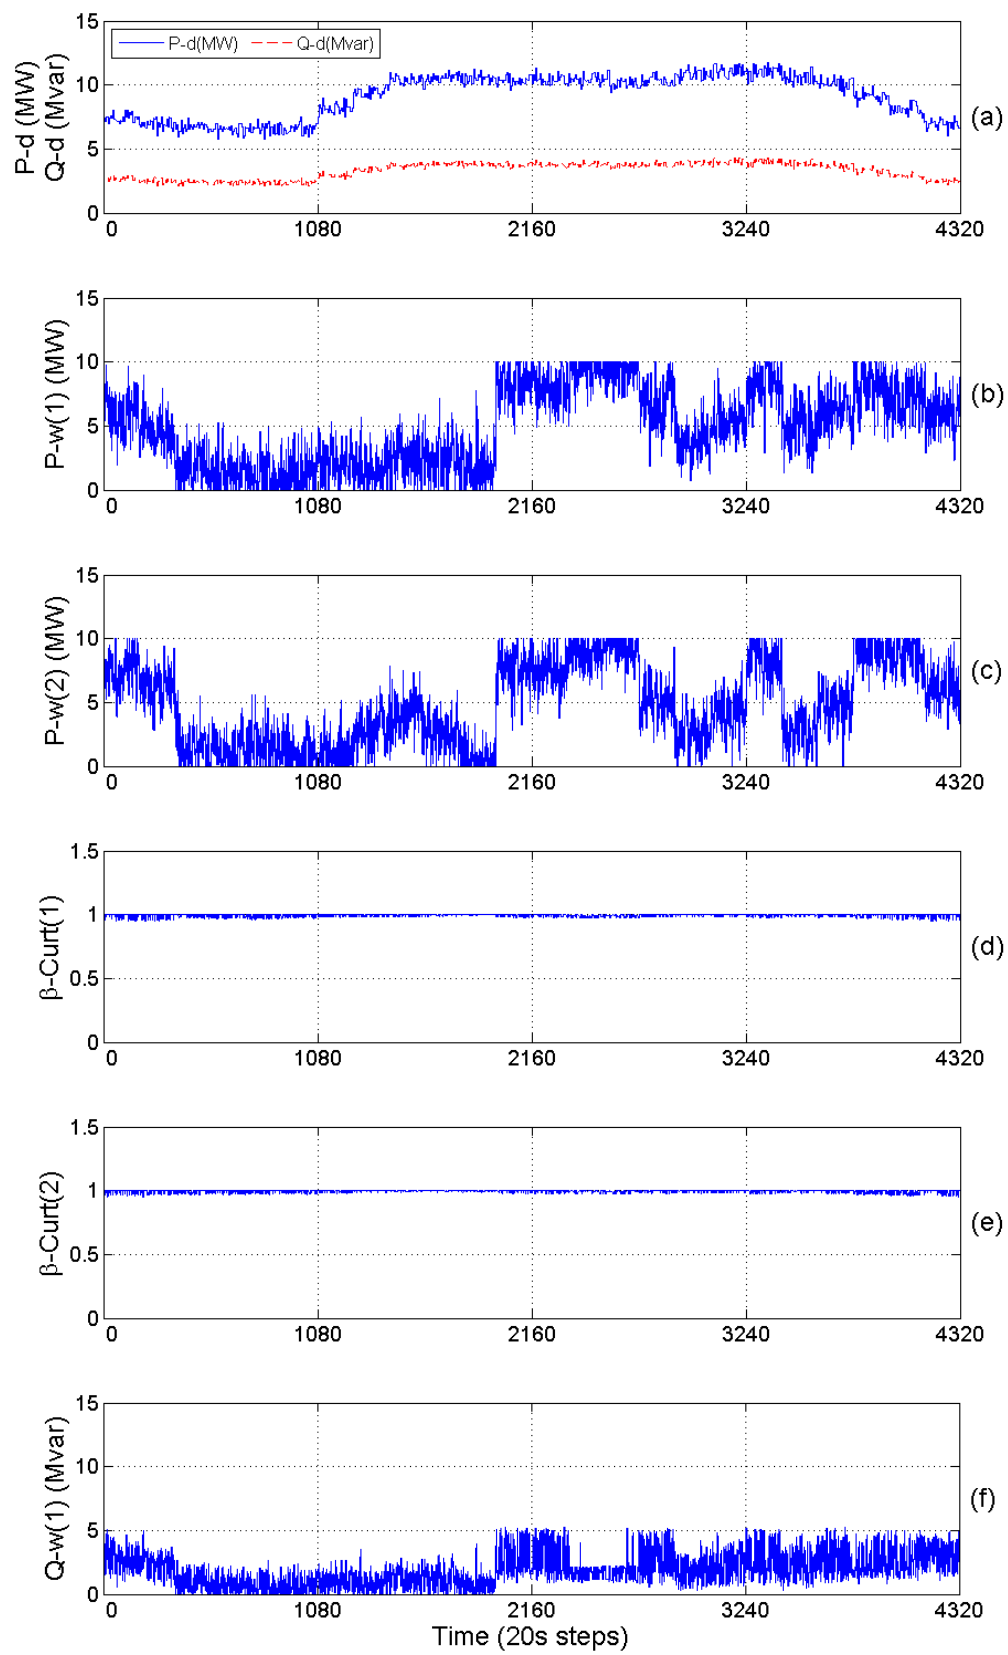 15
P-d(MW)
Q-d(Mvar)
10
5
0
P-d (MW)
Q-d (Mvar)
(a)
0 1080 2160 3240 4320
15
10
5
0
P-w(1) (MW)
(b)
0 1080 2160 3240 4320
15
10
5
0
P-w(2) (MW)
(c)
0 1080 2160 3240 4320
1.5
1
0.5
0
β-Curt(1)
(d)
0 1080 2160 3240 4320
1.5
1
0.5
0
β-Curt(2)
(e)
0 1080 2160 3240 4320
15
10
5
0
Q-w(1) (Mvar)
(f)
0 1080 2160 3240 4320
Time (20s steps)